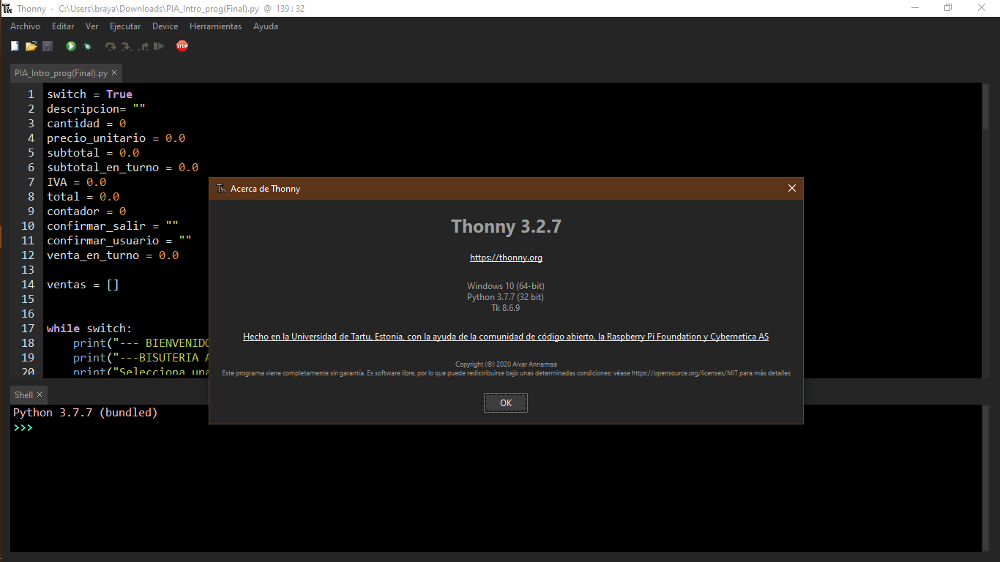 Thonny - C:\Users\braya\Downloads\PIA_Intro_prog(Final).py @ 139 : 32
Archivo Editar Ver Ejecutar Device Herramientas Ayuda
STOP
PIA_Intro_prog(Final).py ×
1 switch = True
2 descripcion= ""
3 cantidad = 0
4 precio_unitario = 0.0
5 subtotal = 0.0
6 subtotal_en_turno = 0.0
7 IVA = 0.0
8 total = 0.0
9 contador = 0
10 confirmar_salir = ""
11 confirmar_usuario = ""
12 venta_en_turno = 0.0
13
14 ventas = []
15
16
17 while switch:
18 print("--- BIENVENIDO
19 print("---BISUTERIA A
20 print("Selecciona una
Acerca de Thonny
Thonny 3.2.7
https://thonny.org
Windows 10 (64-bit)
Python 3.7.7 (32 bit)
Tk 8.6.9
Hecho en la Universidad de Tartu, Estonia, con la ayuda de la comunidad de código abierto, la Raspberry Pi Foundation y Cybernetica AS
Copyright (©) 2020 Aivar Annamaa
Este programa viene completamente sin garantía. Es software libre, por lo que puede redistribuirse bajo unas determinadas condiciones: véase https://opensource.org/licenses/MIT para más detalles
OK
Shell ×
Python 3.7.7 (bundled)
>>>